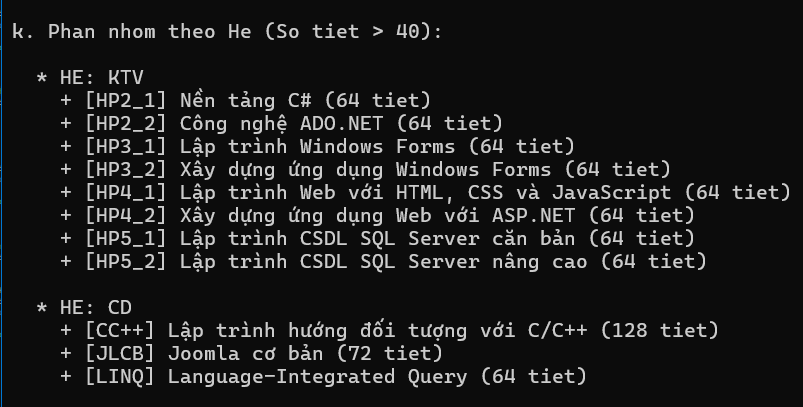 k. Phan nhom theo He (So tiet > 40):
* HE: KTV
+ [HP2_1] Nền tảng C# (64 tiet)
+ [HP2_2] Công nghệ ADO.NET (64 tiet)
+ [HP3_1] Lập trình Windows Forms (64 tiet)
+ [HP3_2] Xây dựng ứng dụng Windows Forms (64 tiet)
+ [HP4_1] Lập trình Web với HTML, CSS và JavaScript (64 tiet)
+ [HP4_2] Xây dựng ứng dụng Web với ASP.NET (64 tiet)
+ [HP5_1] Lập trình CSDL SQL Server căn bản (64 tiet)
+ [HP5_2] Lập trình CSDL SQL Server nâng cao (64 tiet)
* HE: CD
+ [CC++] Lập trình hướng đối tượng với C/C++ (128 tiet)
+ [JLCB] Joomla cơ bản (72 tiet)
+ [LINQ] Language-Integrated Query (64 tiet)